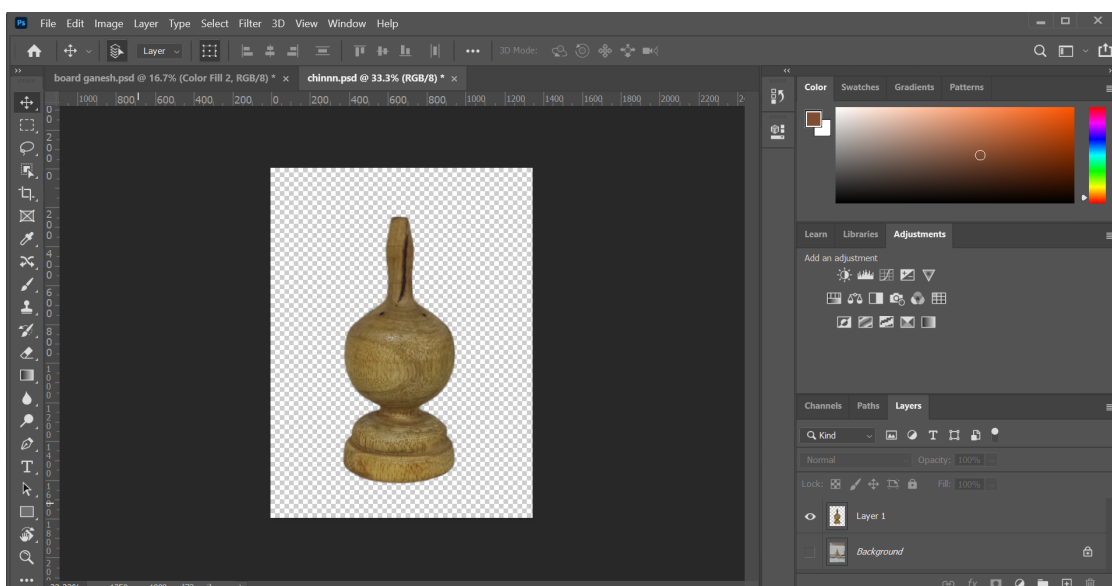 Ps File Edit Image Layer Type Select Filter 3D View Window Help
Layer 3D Mode:
board ganesh.psd @ 16.7% (Color Fill 2, RGB/8) * × chinnn.psd @ 33.3% (RGB/8) * ×
1000 800 600 400 200 0 200 400 600 800 1000 1200 1400 1600 1800 2000 2200
Color Swatches Gradients Patterns
Learn Libraries Adjustments
Add an adjustment
Channels Paths Layers
Kind
Normal Opacity: 100%
Lock: Fill: 100%
Layer 1
Background